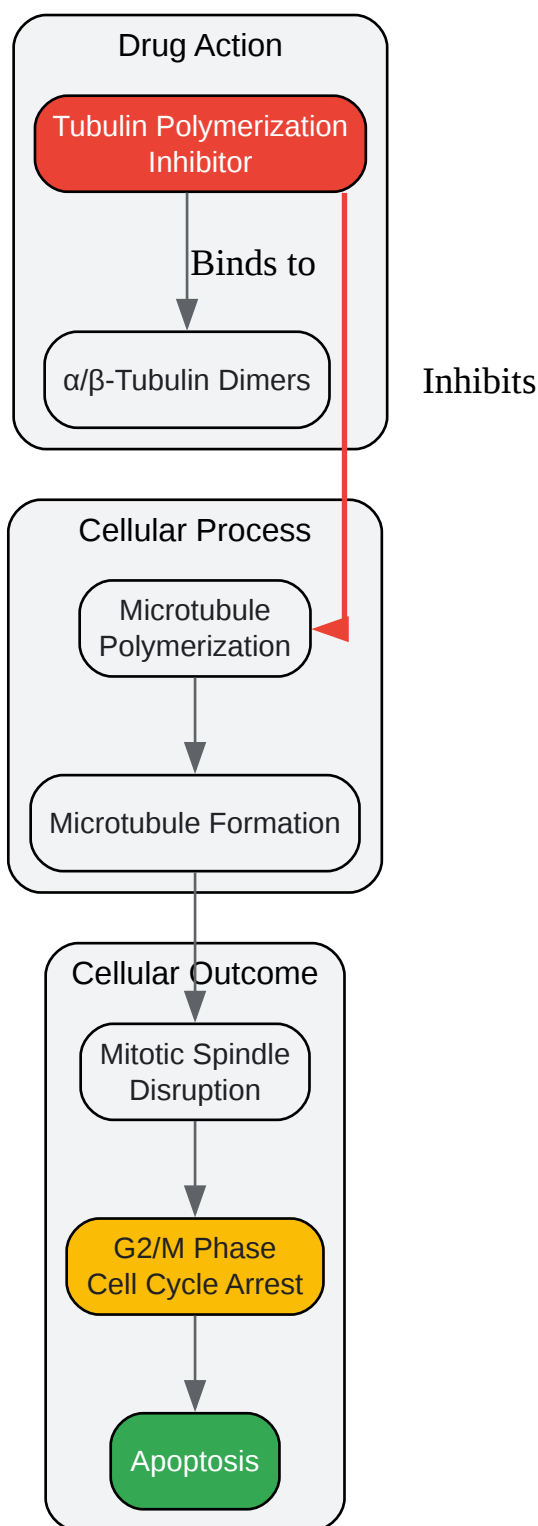 Drug Action
Tubulin Polymerization
Inhibitor
Binds to
α/β-Tubulin Dimers
Inhibits
Cellular Process
Microtubule
Polymerization
Microtubule Formation
Cellular Outcome
Mitotic Spindle
Disruption
G2/M Phase
Cell Cycle Arrest
Apoptosis